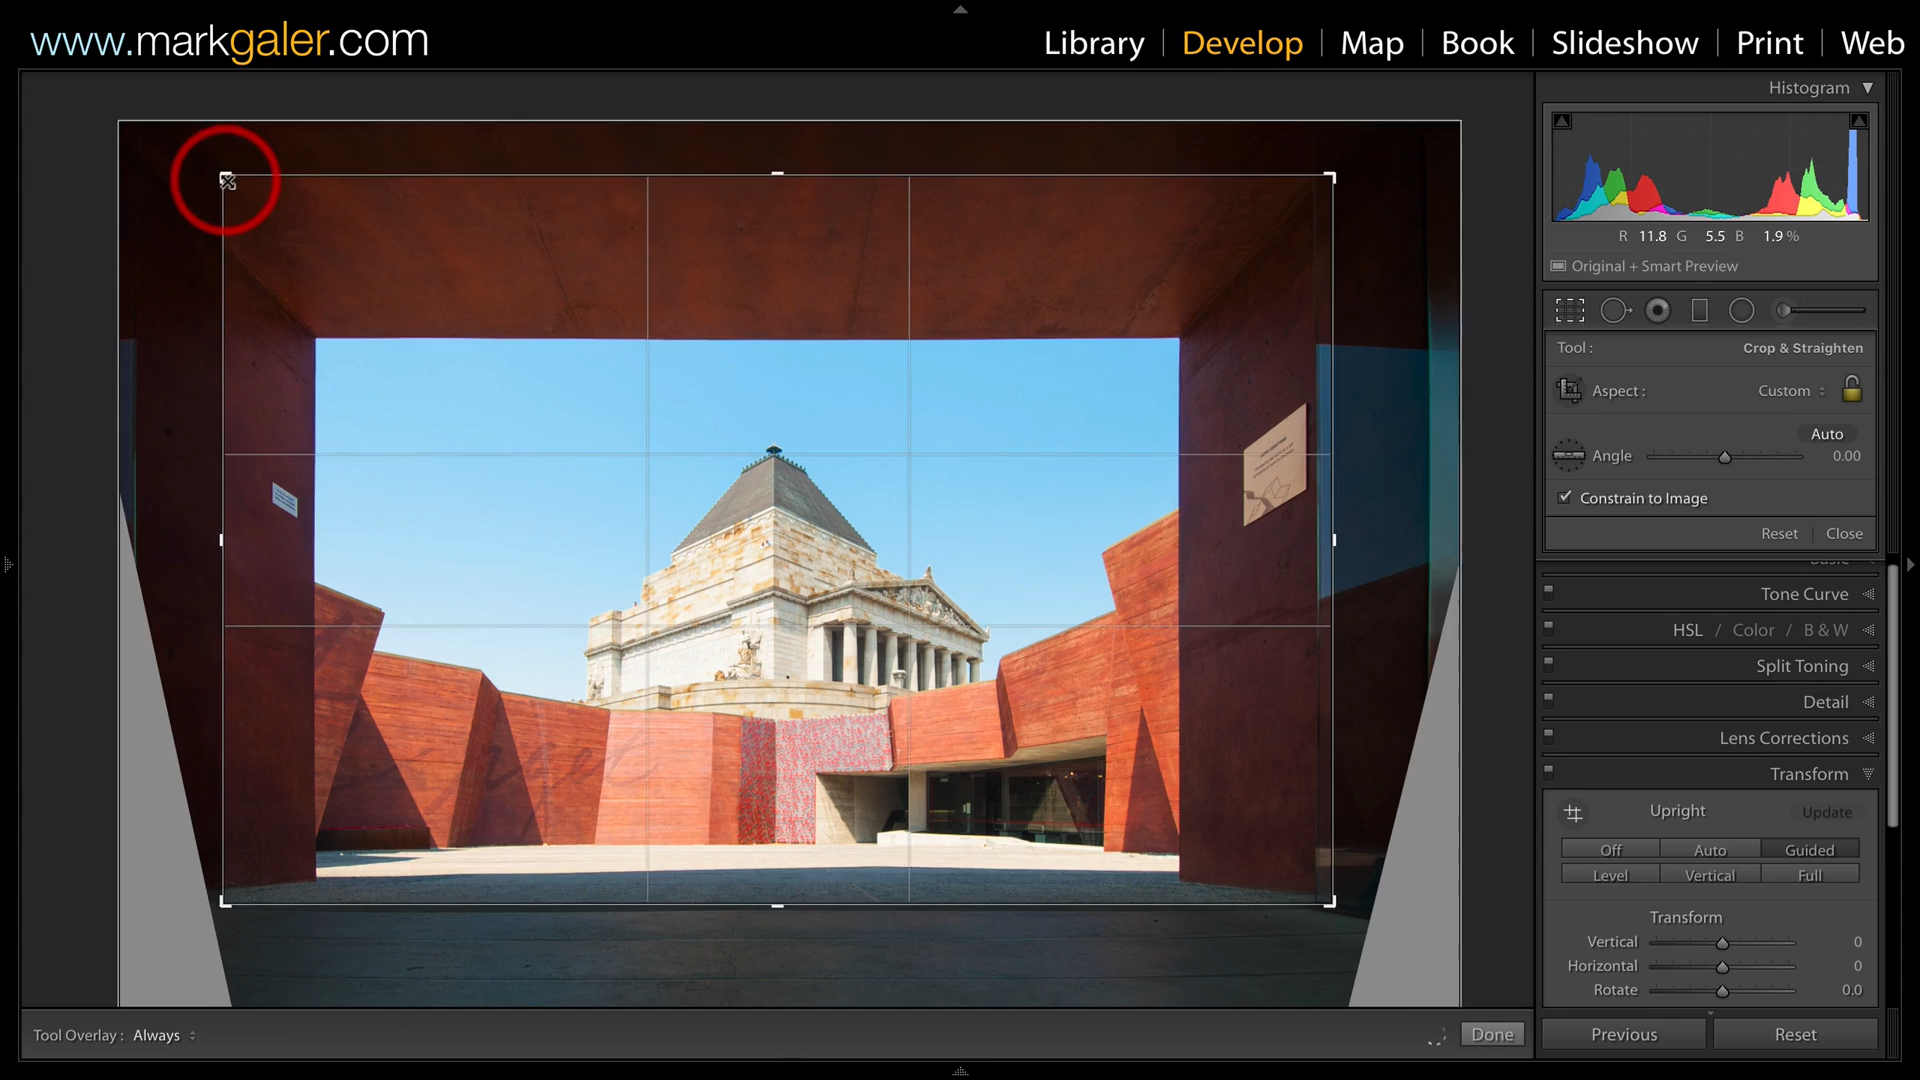 www.markgaler.com
Library | Develop | Map | Book | Slideshow | Print | Web
Histogram
R 11.8 G 5.5 B 1.9 %
Original + Smart Preview
Tool : Crop & Straighten
Aspect : Custom
Auto
Angle 0.00
Constrain to Image
Reset Close
Basic
Tone Curve
HSL / Color / B & W
Split Toning
Detail
Lens Corrections
Transform
Upright Update
Off Auto Guided
Level Vertical Full
Transform
Vertical 0
Horizontal 0
Rotate 0.0
Tool Overlay : Always
Done
Previous Reset